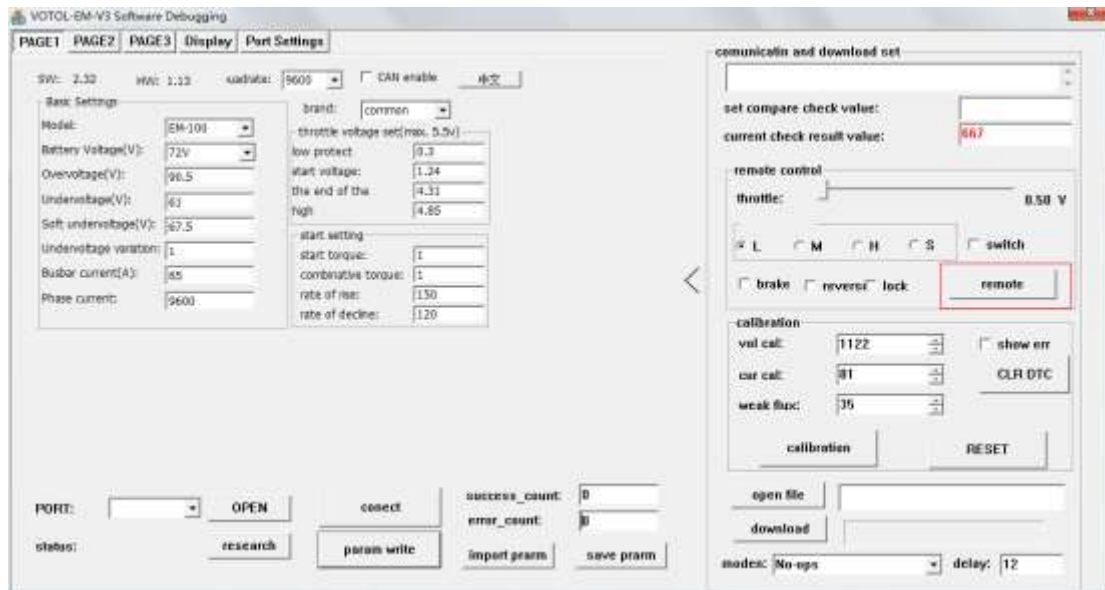 VOTOL-EM-V3 Software Debugging
PAGE1 PAGE2 PAGE3 Display Port Settings
SW: 2.32 HW: 1.13 9600 CAN enable 中文
Basic Settings
Model: EM-100
Battery Voltage(V): 72V
Overvoltage(V): 90.5
Undervoltage(V): 61
Soft undervoltage(V): 67.5
Undervoltage varation: 1
Busbar current(A): 65
Phase current: 9600
brand: common
throttle voltage set(max. 5.5v)
low protect 0.3
start voltage: 1.24
the end of the 4.31
high 4.85
start setting
start torque: 1
combinative torque: 1
rate of rise: 150
rate of decline: 120
PORT: OPEN conect
status: research param write
success_count: 0
error_count: 0
import prarm save prarm
comunicatin and download set
set compare check value:
current check result value: 667
remote control
throttle: 0.50 V
L M H S switch
brake reversi lock remote
calibration
vol cal: 1122 show err
cur cal: 81 CLR DTC
weak flux: 35
calibration RESET
open file
download
modes: No-ops delay: 12